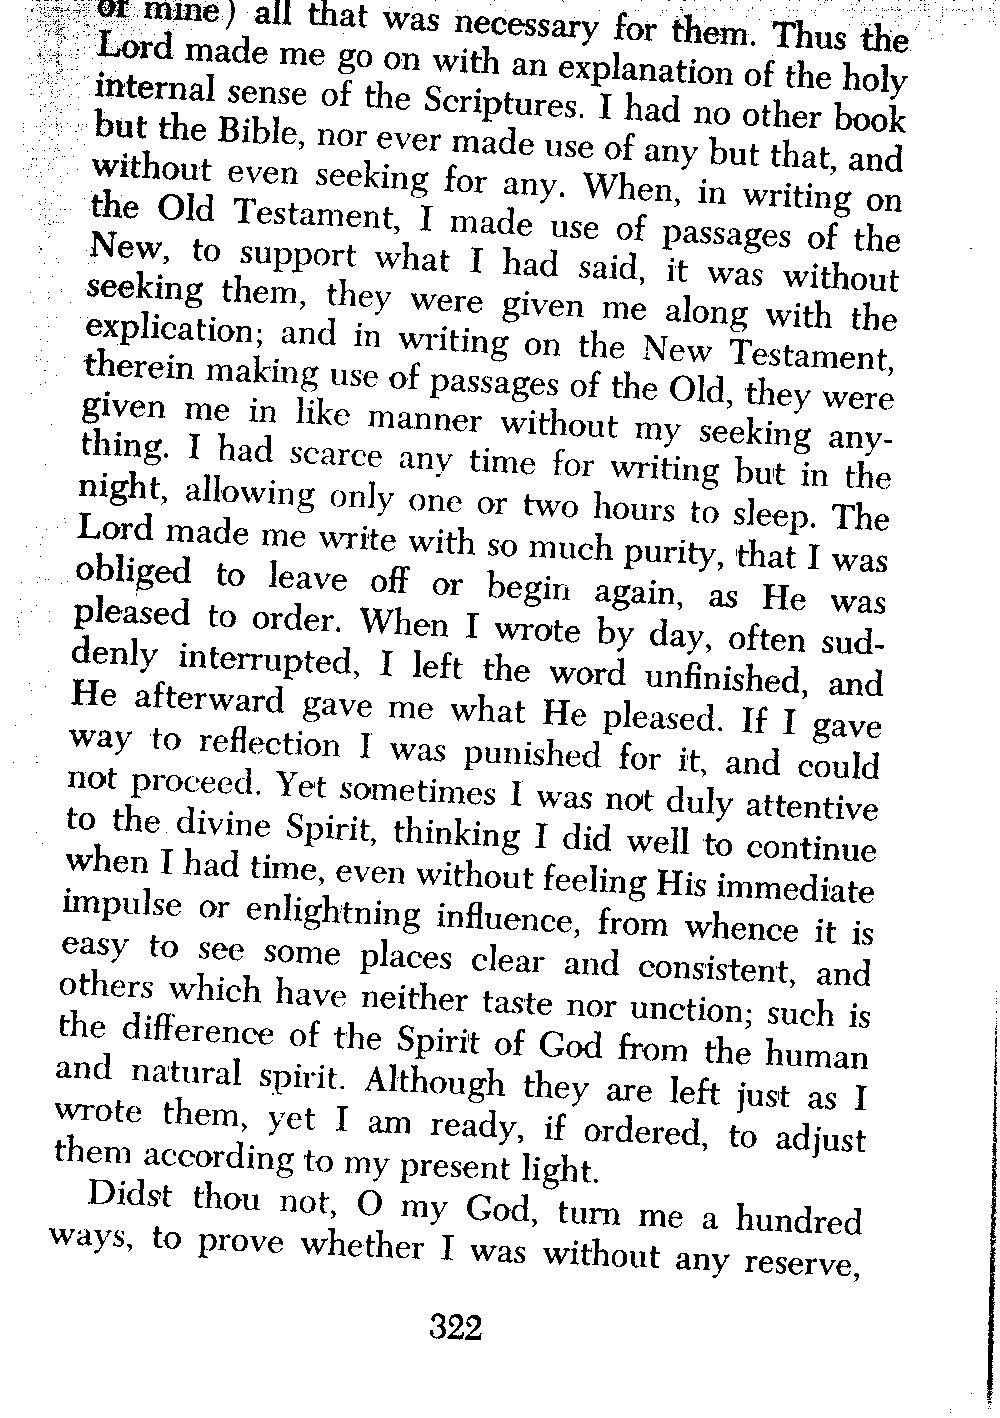 of mine) all that was necessary for them. Thus the
Lord made me go on with an explanation of the holy
internal sense of the Scriptures. I had no other book
but the Bible, nor ever made use of any but that, and
without even seeking for any. When, in writing on
the Old Testament, I made use of passages of the
New, to support what I had said, it was without
seeking them, they were given me along with the
explication; and in writing on the New Testament,
therein making use of passages of the Old, they were
given me in like manner without my seeking any-
thing. I had scarce any time for writing but in the
night, allowing only one or two hours to sleep. The
Lord made me write with so much purity, that I was
obliged to leave off or begin again, as He was
pleased to order. When I wrote by day, often sud-
denly interrupted, I left the word unfinished, and
He afterward gave me what He pleased. If I gave
way to reflection I was punished for it, and could
not proceed. Yet sometimes I was not duly attentive
to the divine Spirit, thinking I did well to continue
when I had time, even without feeling His immediate
impulse or enlightning influence, from whence it is
easy to see some places clear and consistent, and
others which have neither taste nor unction; such is
the difference of the Spirit of God from the human
and natural spirit. Although they are left just as I
wrote them, yet I am ready, if ordered, to adjust
them according to my present light.
Didst thou not, O my God, turn me a hundred
ways, to prove whether I was without any reserve,
322